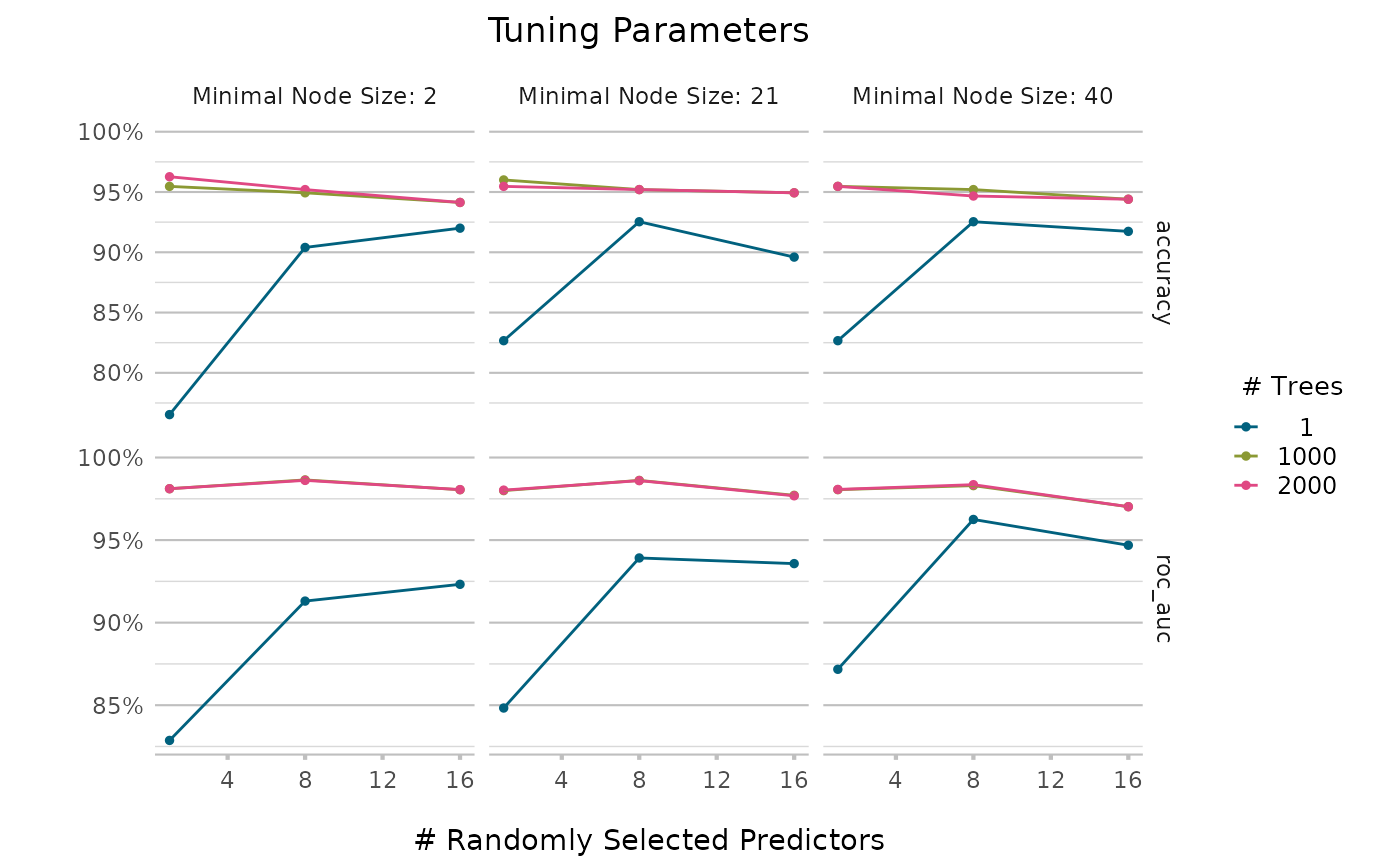 Tuning Parameters
Minimal Node Size: 2 Minimal Node Size: 21 Minimal Node Size: 40
100%
95%
90%
85%
80%
accuracy
100%
95%
90%
85%
roc_auc
4 8 12 16 4 8 12 16 4 8 12 16
# Randomly Selected Predictors
# Trees
1
1000
2000